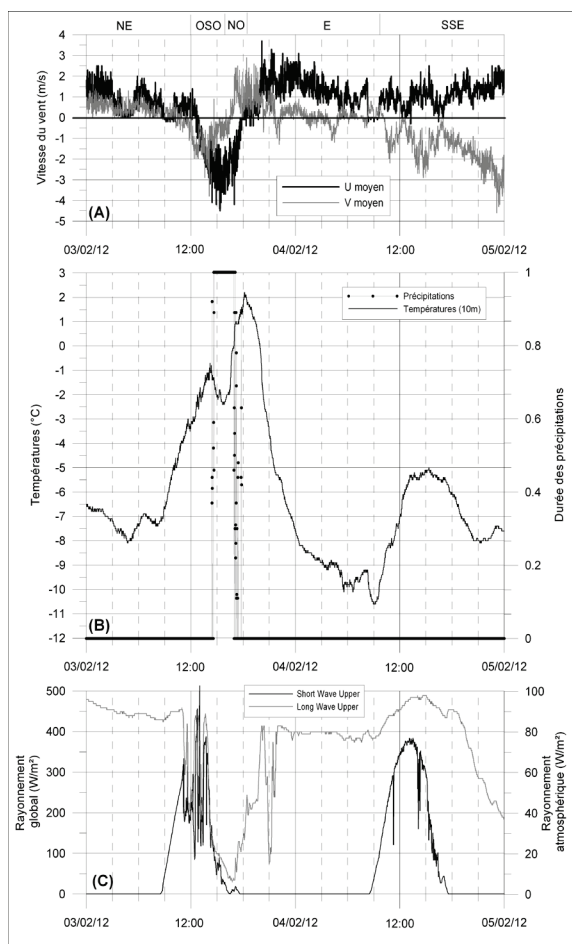 NE OSO NO E SSE
4
3
2
1
0
-1
-2
-3
-4
-5
Vitesse du vent (m/s)
U moyen
V moyen
(A)
03/02/12 12:00 04/02/12 12:00 05/02/12
3
2
1
0
-1
-2
-3
-4
-5
-6
-7
-8
-9
-10
-11
-12
Températures (°C)
Précipitations
Températures (10m)
1
0.8
0.6
0.4
0.2
0
Durée des précipitations
(B)
03/02/12 12:00 04/02/12 12:00 05/02/12
500
400
300
200
100
0
Rayonnement
global (W/m²)
Short Wave Upper
Long Wave Upper
100
80
60
40
20
0
Rayonnement
atmosphérique (W/m²)
(C)
03/02/12 12:00 04/02/12 12:00 05/02/12